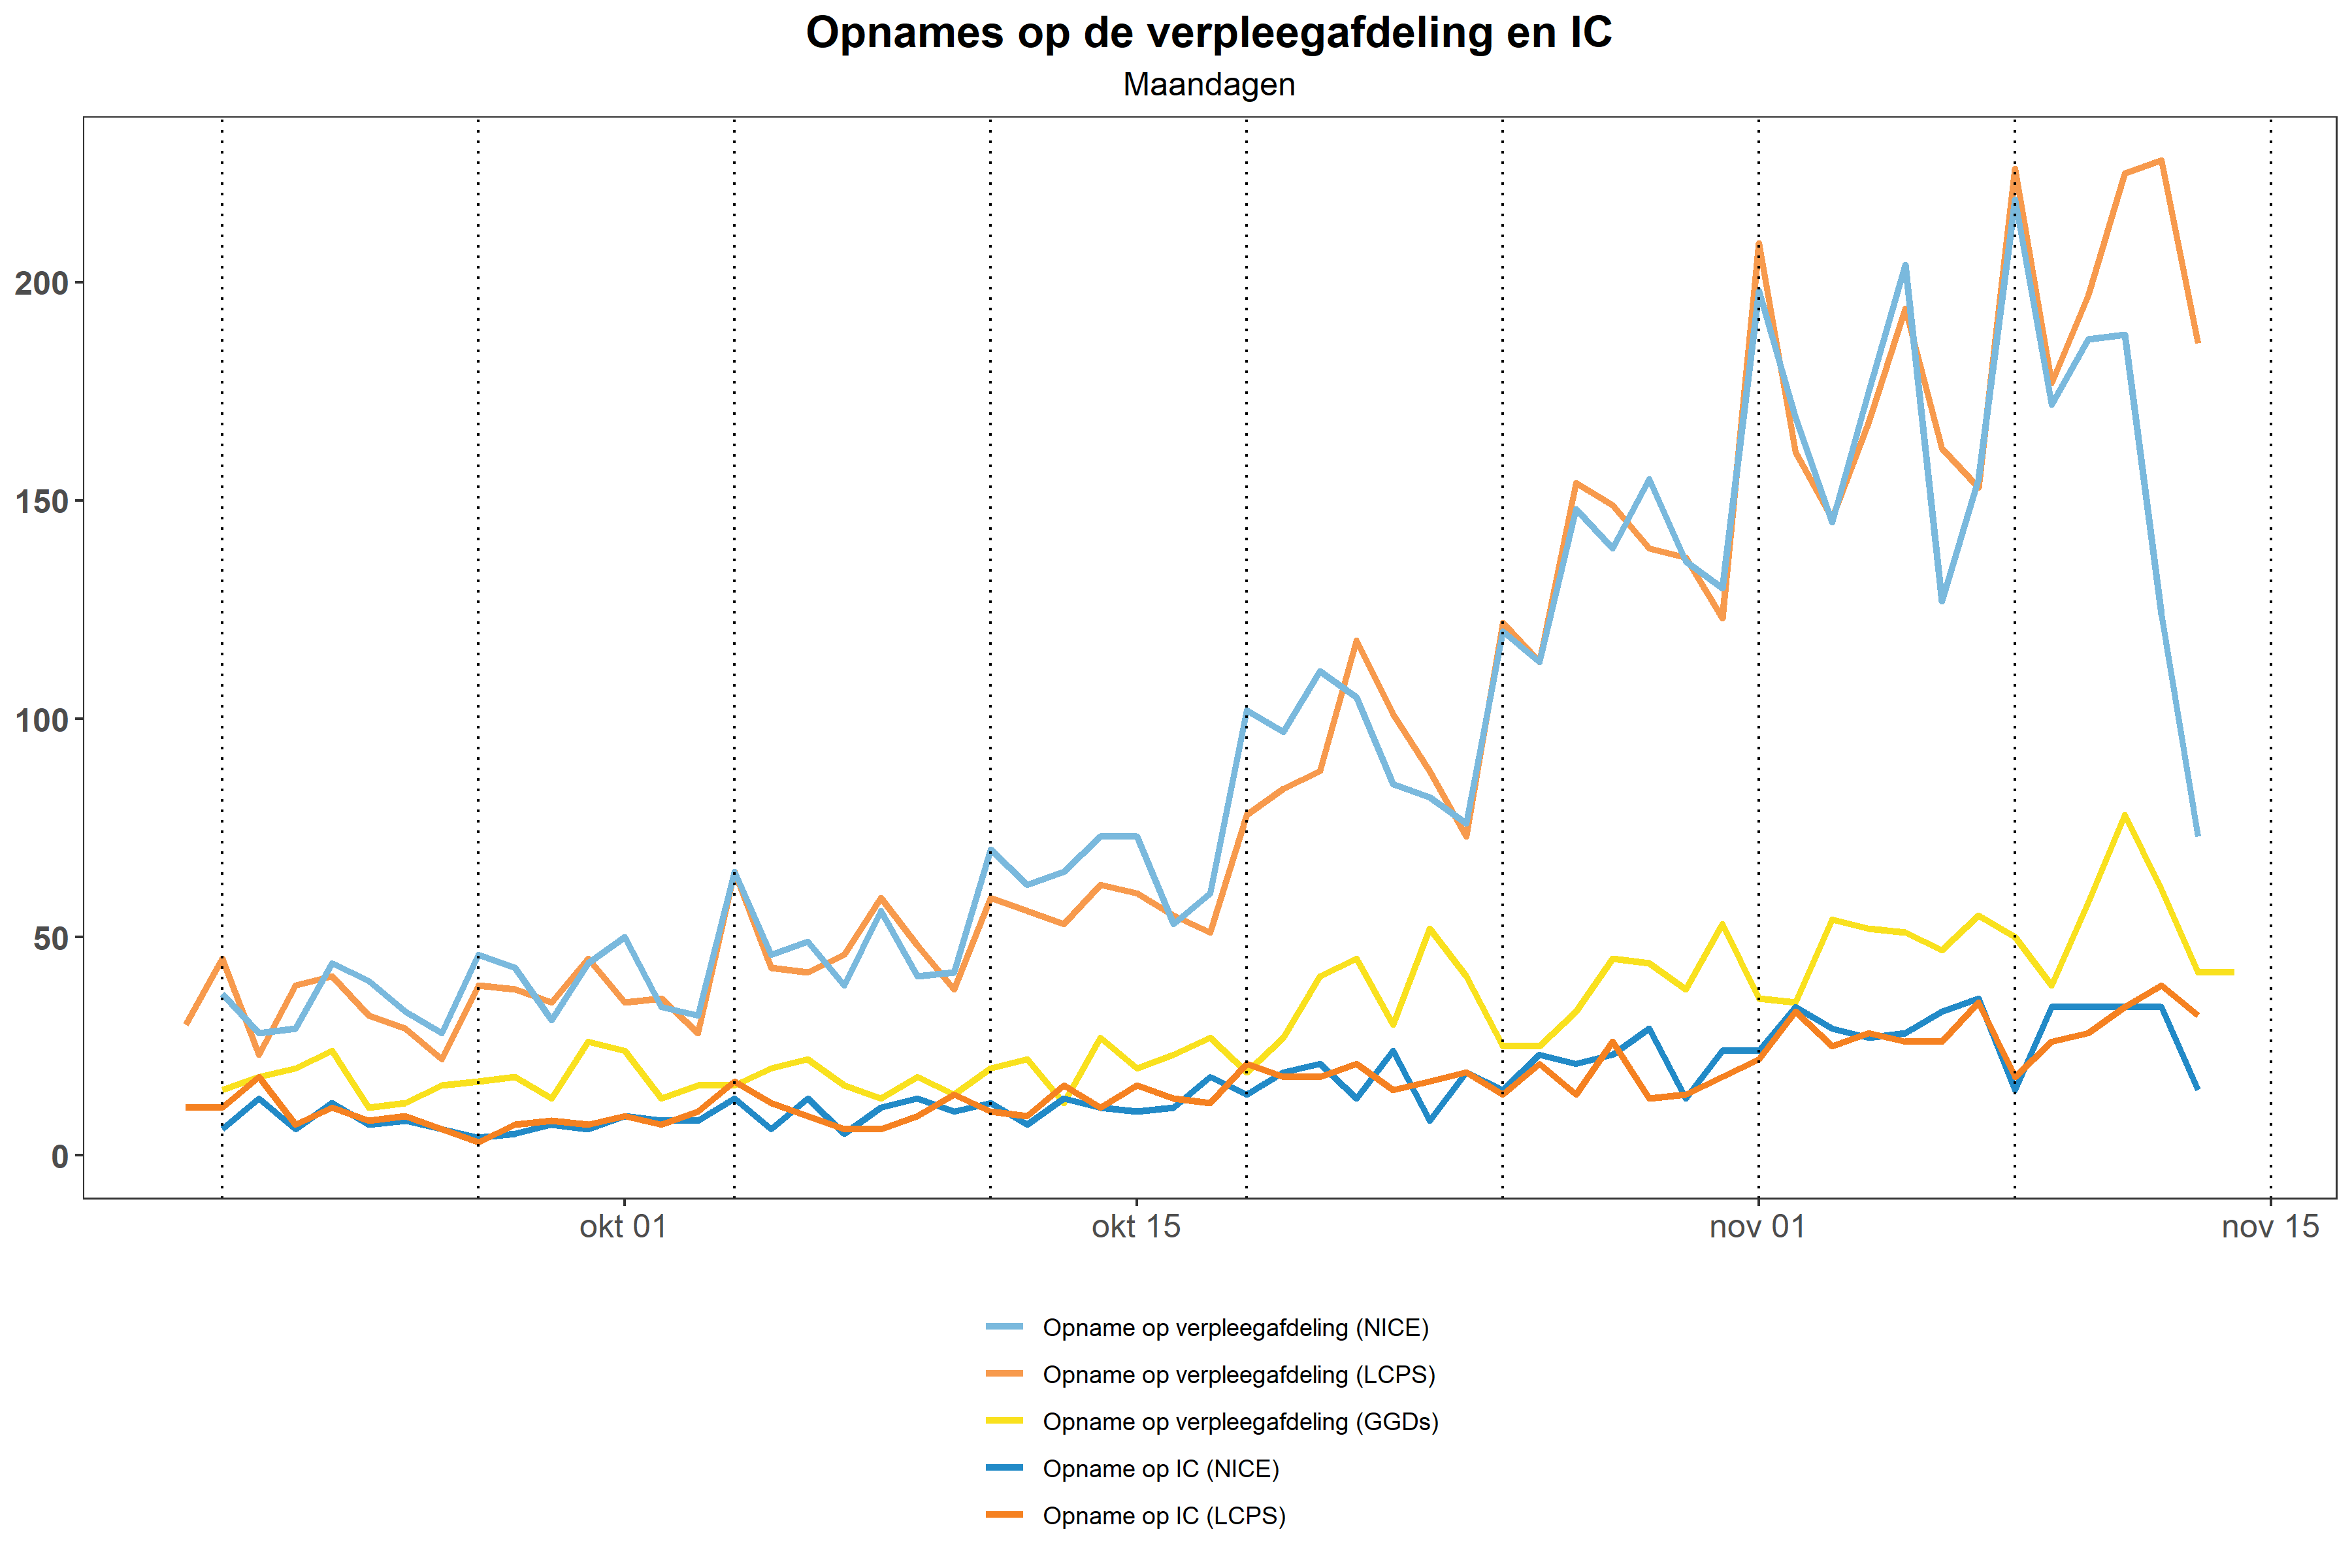 Opnames op de verpleegafdeling en IC
Maandagen
200
150
100
50
0
okt 01 okt 15 nov 01 nov 15
Opname op verpleegafdeling (NICE)
Opname op verpleegafdeling (LCPS)
Opname op verpleegafdeling (GGDs)
Opname op IC (NICE)
Opname op IC (LCPS)